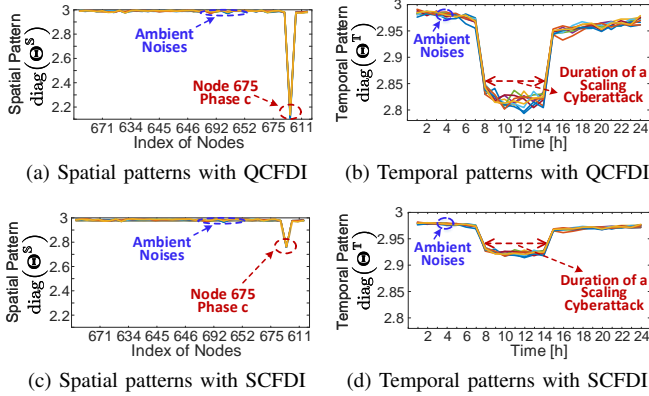 Spatial Pattern
diag(Θ^S)
3
2.8
2.6
2.4
2.2
Ambient
Noises
Node 675
Phase c
671 634 645 646 692 652 675 611
Index of Nodes
(a) Spatial patterns with QCFDI
Temporal Pattern
diag(Θ^T)
3
2.95
2.9
2.85
2.8
Ambient
Noises
Duration of a
Scaling
Cyberattack
2 4 6 8 10 12 14 16 18 20 22 24
Time [h]
(b) Temporal patterns with QCFDI
Spatial Pattern
diag(Θ^S)
3
2.8
2.6
2.4
2.2
Ambient
Noises
Node 675
Phase c
671 634 645 646 692 652 675 611
Index of Nodes
(c) Spatial patterns with SCFDI
Temporal Pattern
diag(Θ^T)
3
2.95
2.9
2.85
2.8
Ambient
Noises
Duration of a
Scaling
Cyberattack
2 4 6 8 10 12 14 16 18 20 22 24
Time [h]
(d) Temporal patterns with SCFDI